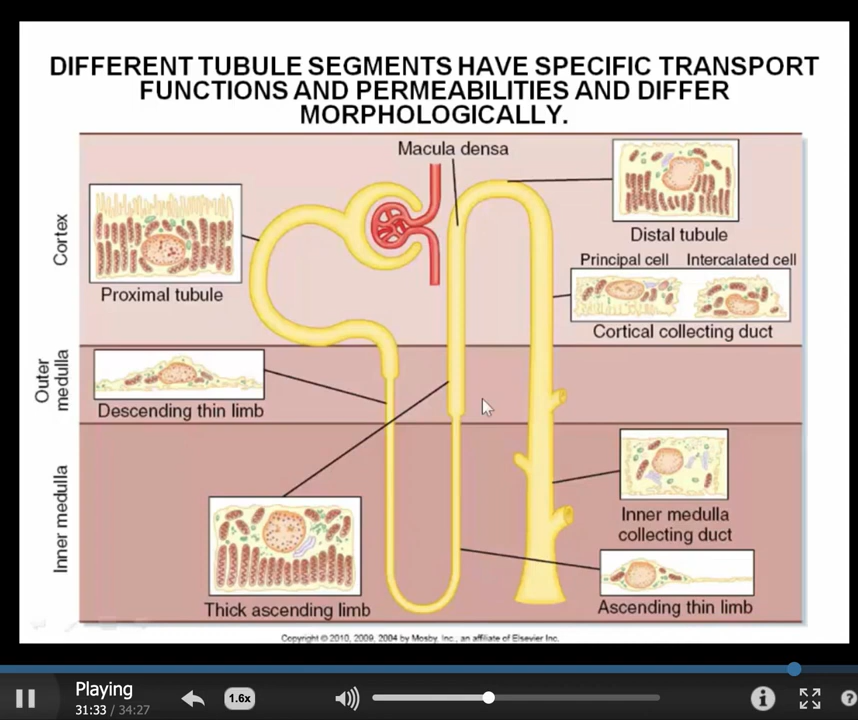 DIFFERENT TUBULE SEGMENTS HAVE SPECIFIC TRANSPORT
FUNCTIONS AND PERMEABILITIES AND DIFFER
MORPHOLOGICALLY.
Macula densa
Cortex
Proximal tubule
Distal tubule
Principal cell Intercalated cell
Cortical collecting duct
Outer
medulla
Descending thin limb
Inner medulla
Inner medulla
collecting duct
Thick ascending limb
Ascending thin limb
Copyright © 2010, 2009, 2004 by Mosby, Inc., an affiliate of Elsevier Inc.
Playing
31:33 / 34:27
1.6x